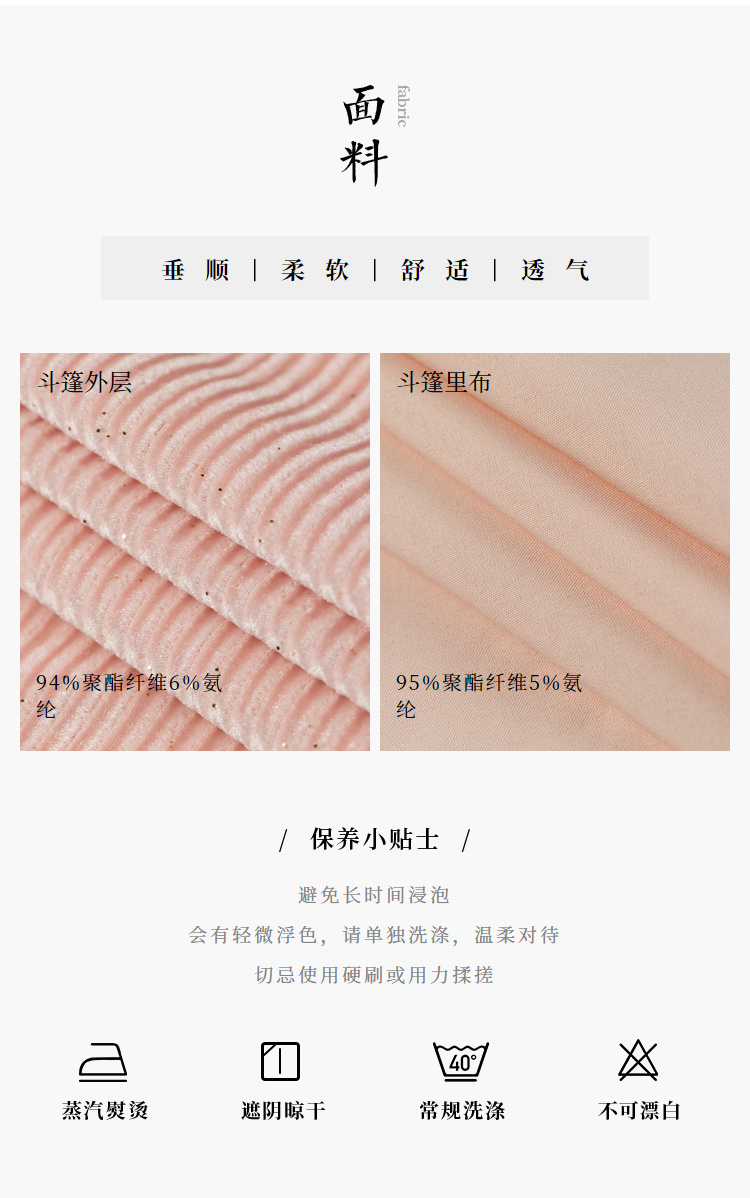 面料
fabric
垂顺|柔软|舒适|透气
斗篷外层
斗篷里布
94%聚酯纤维6%氨
纶
95%聚酯纤维5%氨
纶
/ 保养小贴士 /
避免长时间浸泡
会有轻微浮色，请单独洗涤，温柔对待
切忌使用硬刷或用力揉搓
40°
蒸汽熨烫
遮阴晾干
常规洗涤
不可漂白